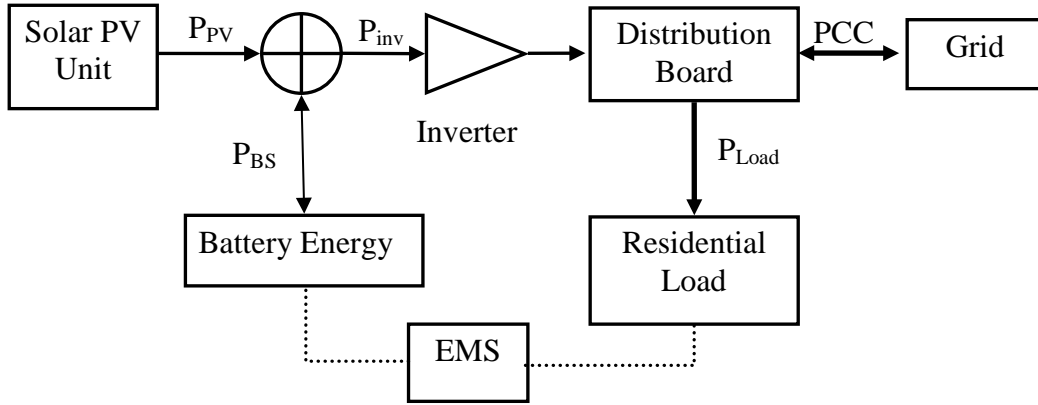 Solar PV
Unit
P_PV
P_inv
Inverter
Distribution
Board
PCC
Grid
P_BS
P_Load
Battery Energy
Residential
Load
EMS